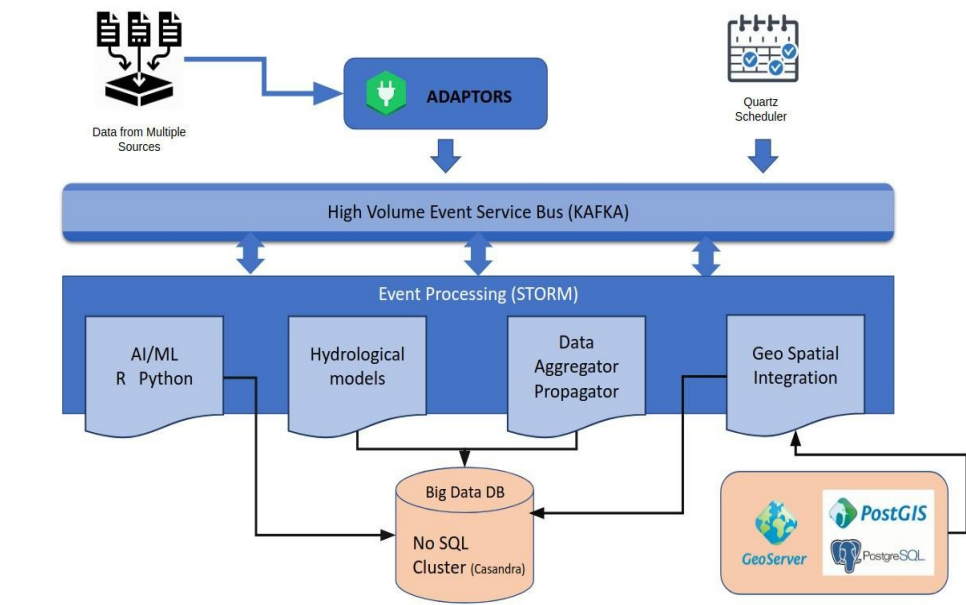 Data from Multiple
Sources
ADAPTORS
Quartz
Scheduler
High Volume Event Service Bus (KAFKA)
Event Processing (STORM)
AI/ML
R Python
Hydrological
models
Data
Aggregator
Propagator
Geo Spatial
Integration
Big Data DB
No SQL
Cluster (Casandra)
GeoServer
PostGIS
PostgreSQL